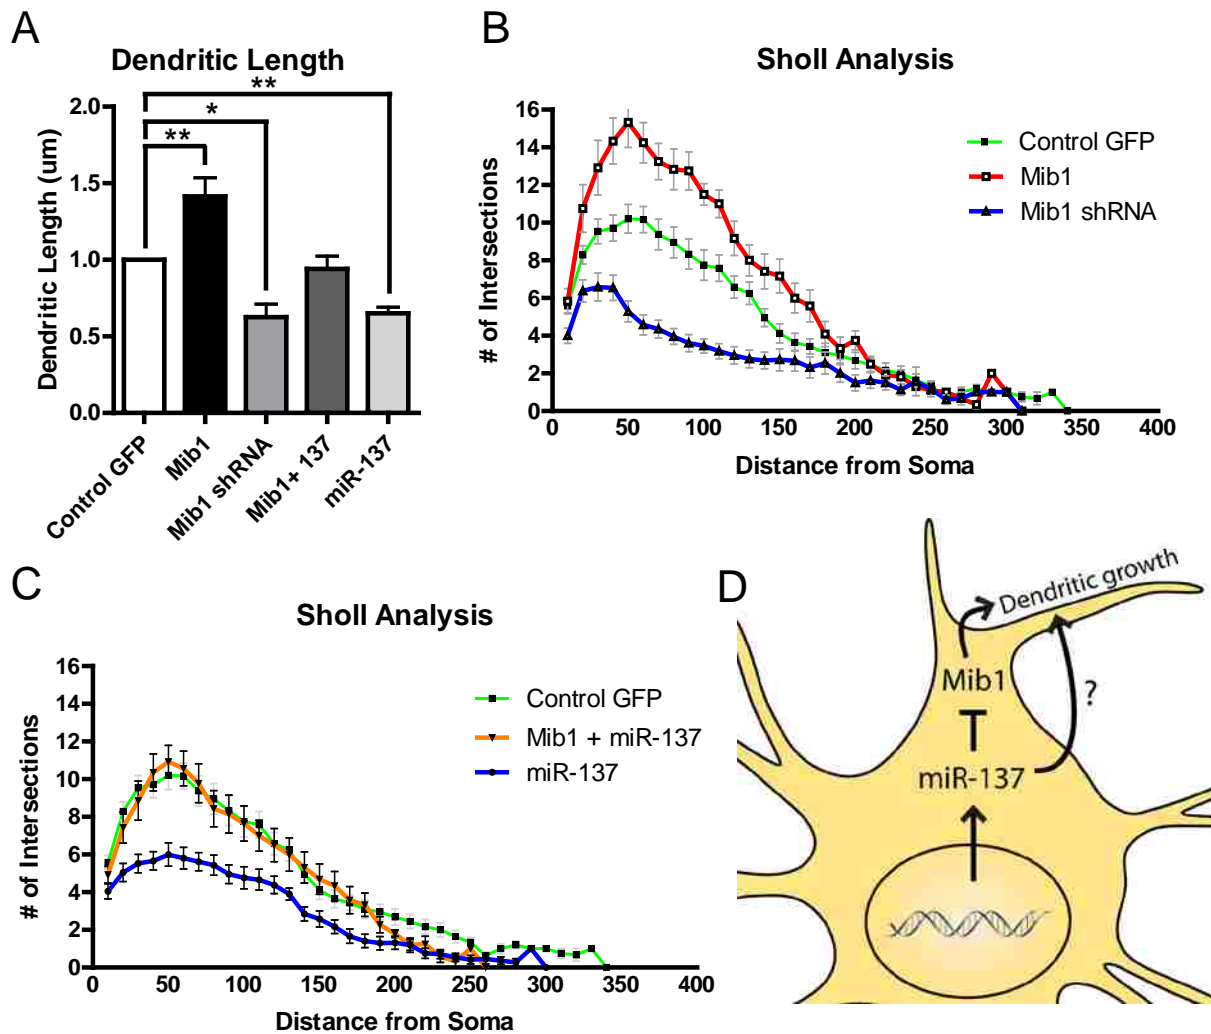 A
Dendritic Length
**
*
**
Dendritic Length (um)
2.0
1.5
1.0
0.5
0.0
Control GFP
Mib1
Mib1 shRNA
Mib1+ 137
miR-137
B
Sholl Analysis
# of Intersections
16
14
12
10
8
6
4
2
0
0
50
100
150
200
250
300
350
400
Distance from Soma
Control GFP
Mib1
Mib1 shRNA
C
Sholl Analysis
# of Intersections
16
14
12
10
8
6
4
2
0
0
50
100
150
200
250
300
350
400
Distance from Soma
Control GFP
Mib1 + miR-137
miR-137
D
Dendritic growth
Mib1
?
miR-137